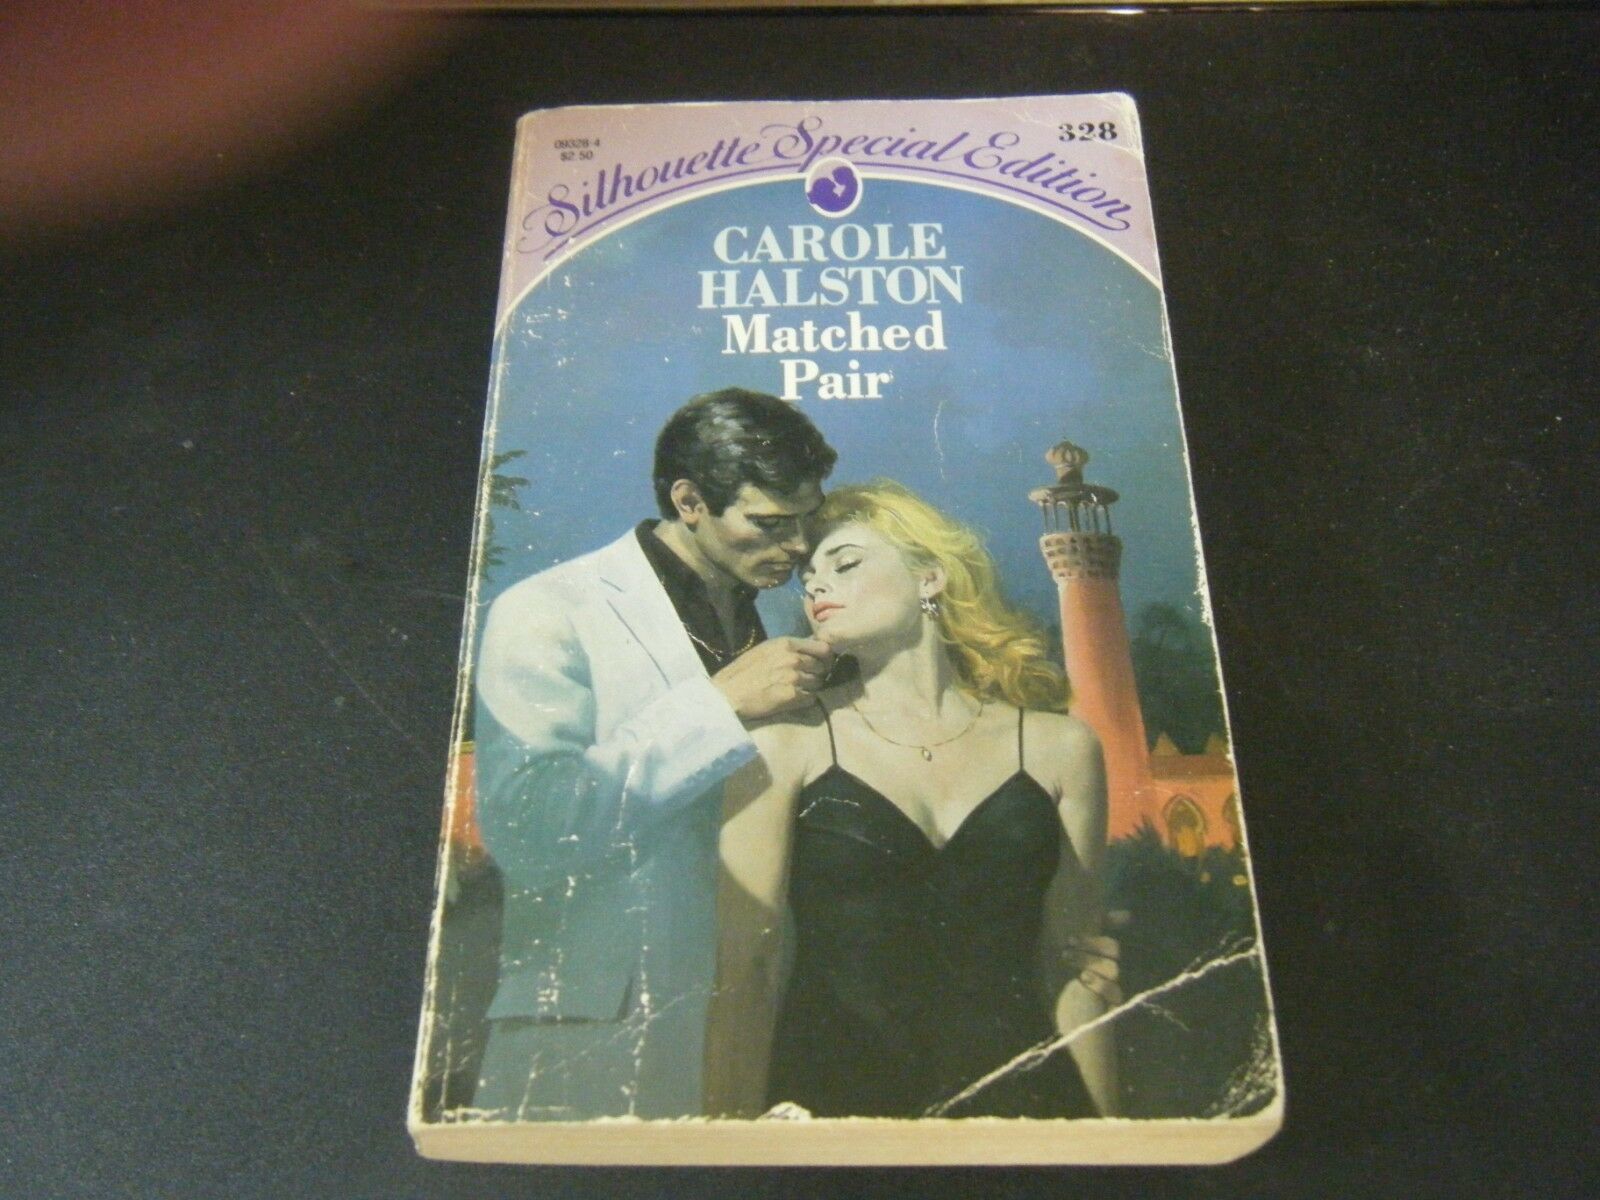 09328-4
$2.50
Silhouette Special Edition
328
CAROLE
HALSTON
Matched
Pair